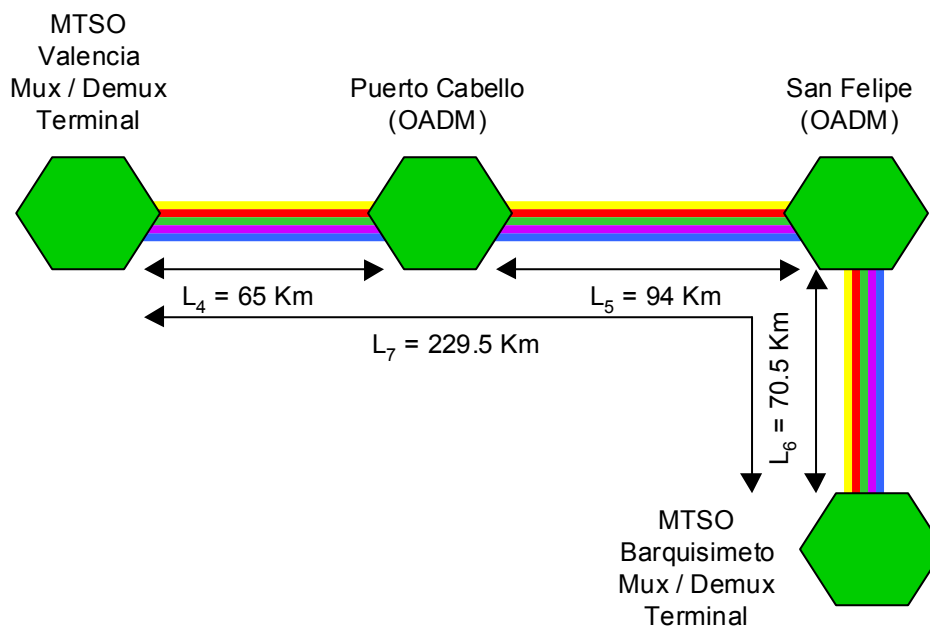 MTSO
Valencia
Mux / Demux
Terminal
Puerto Cabello
(OADM)
San Felipe
(OADM)
L4 = 65 Km
L5 = 94 Km
L7 = 229.5 Km
L6 = 70.5 Km
MTSO
Barquisimeto
Mux / Demux
Terminal